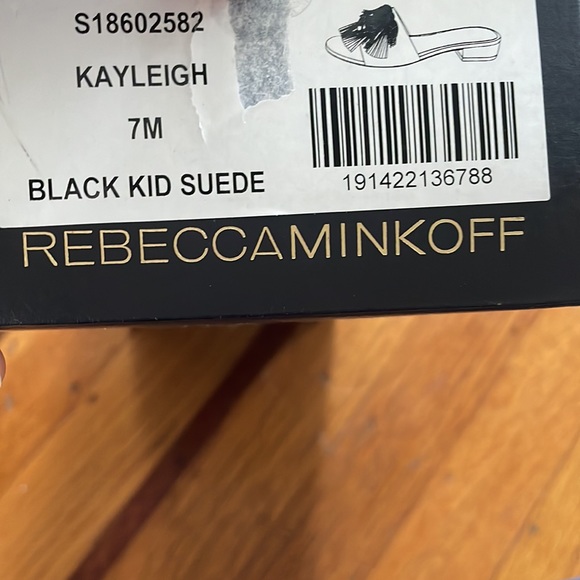 S18602582
KAYLEIGH
7M
BLACK KID SUEDE
191422136788
REBECCAMINKOFF